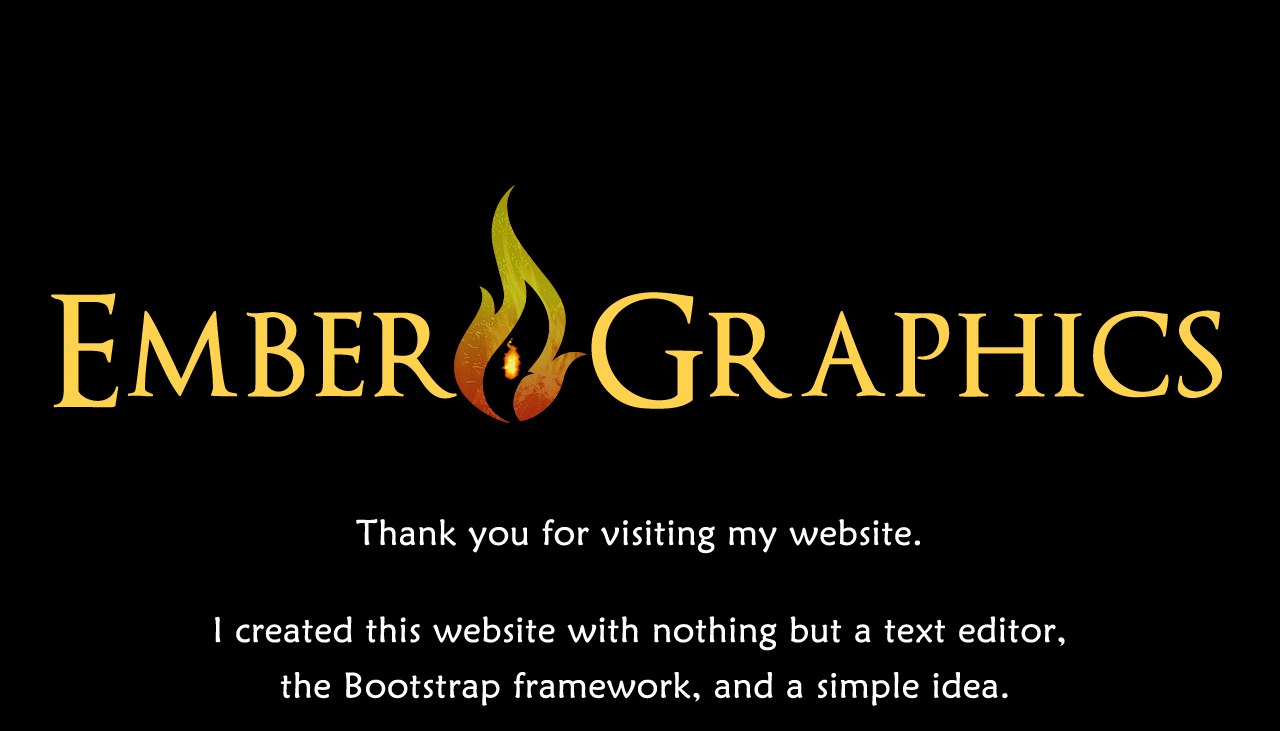 Ember Graphics
Thank you for visiting my website.
I created this website with nothing but a text editor,
the Bootstrap framework, and a simple idea.